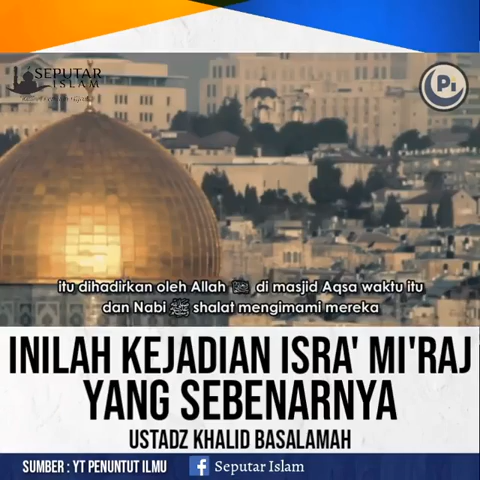 SEPUTAR
ISLAM
Pi
itu dihadirkan oleh Allah ﷻ di masjid Aqsa waktu itu
dan Nabi ﷺ shalat mengimami mereka
INILAH KEJADIAN ISRA' MI'RAJ
YANG SEBENARNYA
USTADZ KHALID BASALAMAH
SUMBER : YT PENUNTUT ILMU
f Seputar Islam